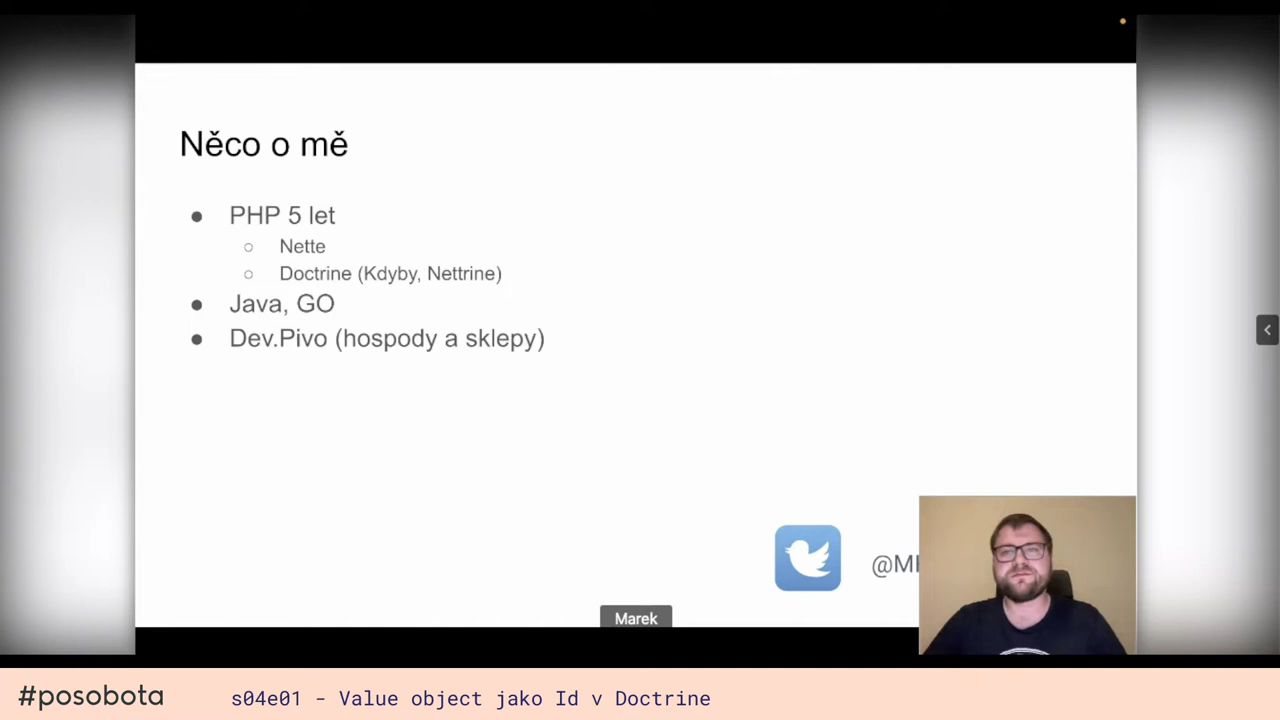 Něco o mě
PHP 5 let
Nette
Doctrine (Kdyby, Nettrine)
Java, GO
Dev.Pivo (hospody a sklepy)
Marek
#posobota
s04e01 - Value object jako Id v Doctrine